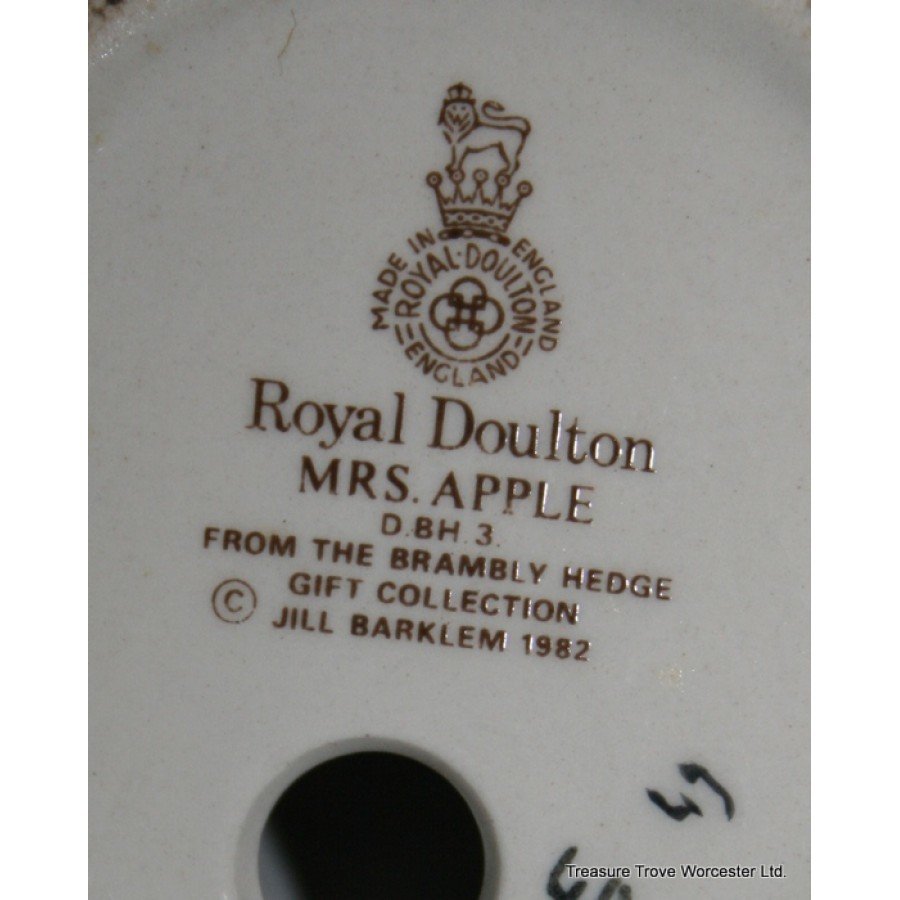 MADE IN ENGLAND
ROYAL·DOULTON
ENGLAND
Royal Doulton
MRS. APPLE
D.BH.3.
FROM THE BRAMBLY HEDGE
GIFT COLLECTION
© JILL BARKLEM 1982
Treasure Trove Worcester Ltd.